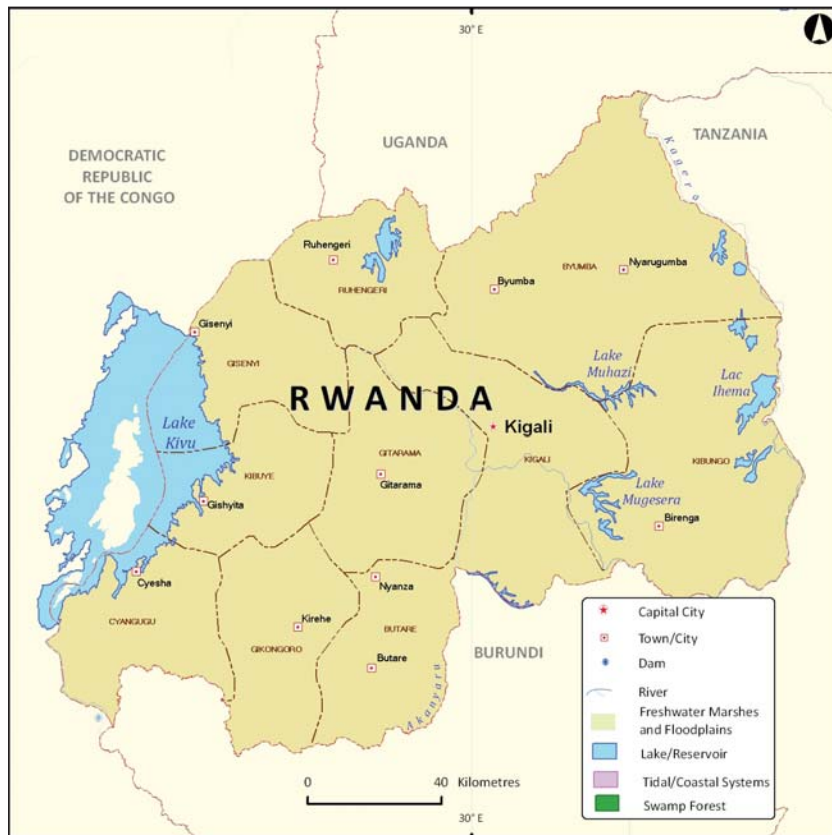 30° E
UGANDA
TANZANIA
DEMOCRATIC
REPUBLIC
OF THE CONGO
Kagera
Ruhengeri
RUHENGERI
BYUMBA
Nyarugumba
Byumba
Gisenyi
GISENYI
Lake
Muhazi
Lac
Ihema
RWANDA
Lake
Kivu
Kigali
KIGALI
GITARAMA
Gitarama
KIBUYE
Gishyita
KIBUNGO
Lake
Mugesera
Birenga
Cyesha
Nyanza
CYANGUGU
Kirehe
GIKONGORO
BUTARE
Butare
Akanyaru
BURUNDI
Capital City
Town/City
Dam
River
Freshwater Marshes
and Floodplains
Lake/Reservoir
Tidal/Coastal Systems
Swamp Forest
0 40 Kilometres
30° E